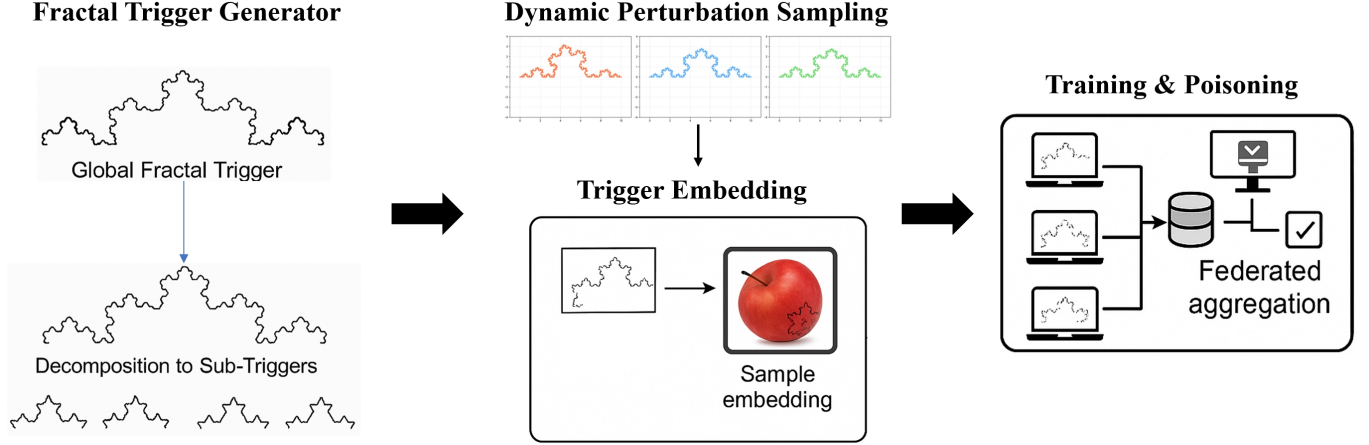 Fractal Trigger Generator
Global Fractal Trigger
Decomposition to Sub-Triggers
Dynamic Perturbation Sampling
Trigger Embedding
Sample
embedding
Training & Poisoning
Federated
aggregation